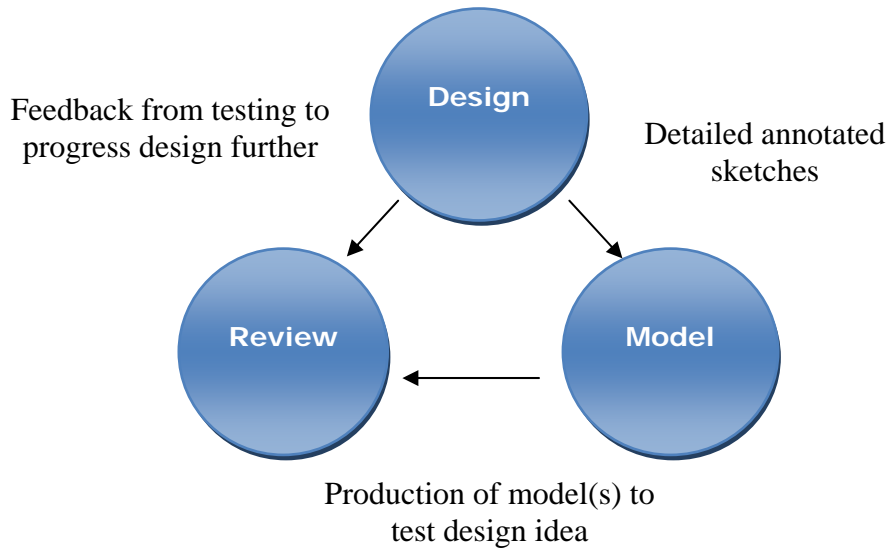 Design
Feedback from testing to
progress design further
Detailed annotated
sketches
Review
Model
Production of model(s) to
test design idea